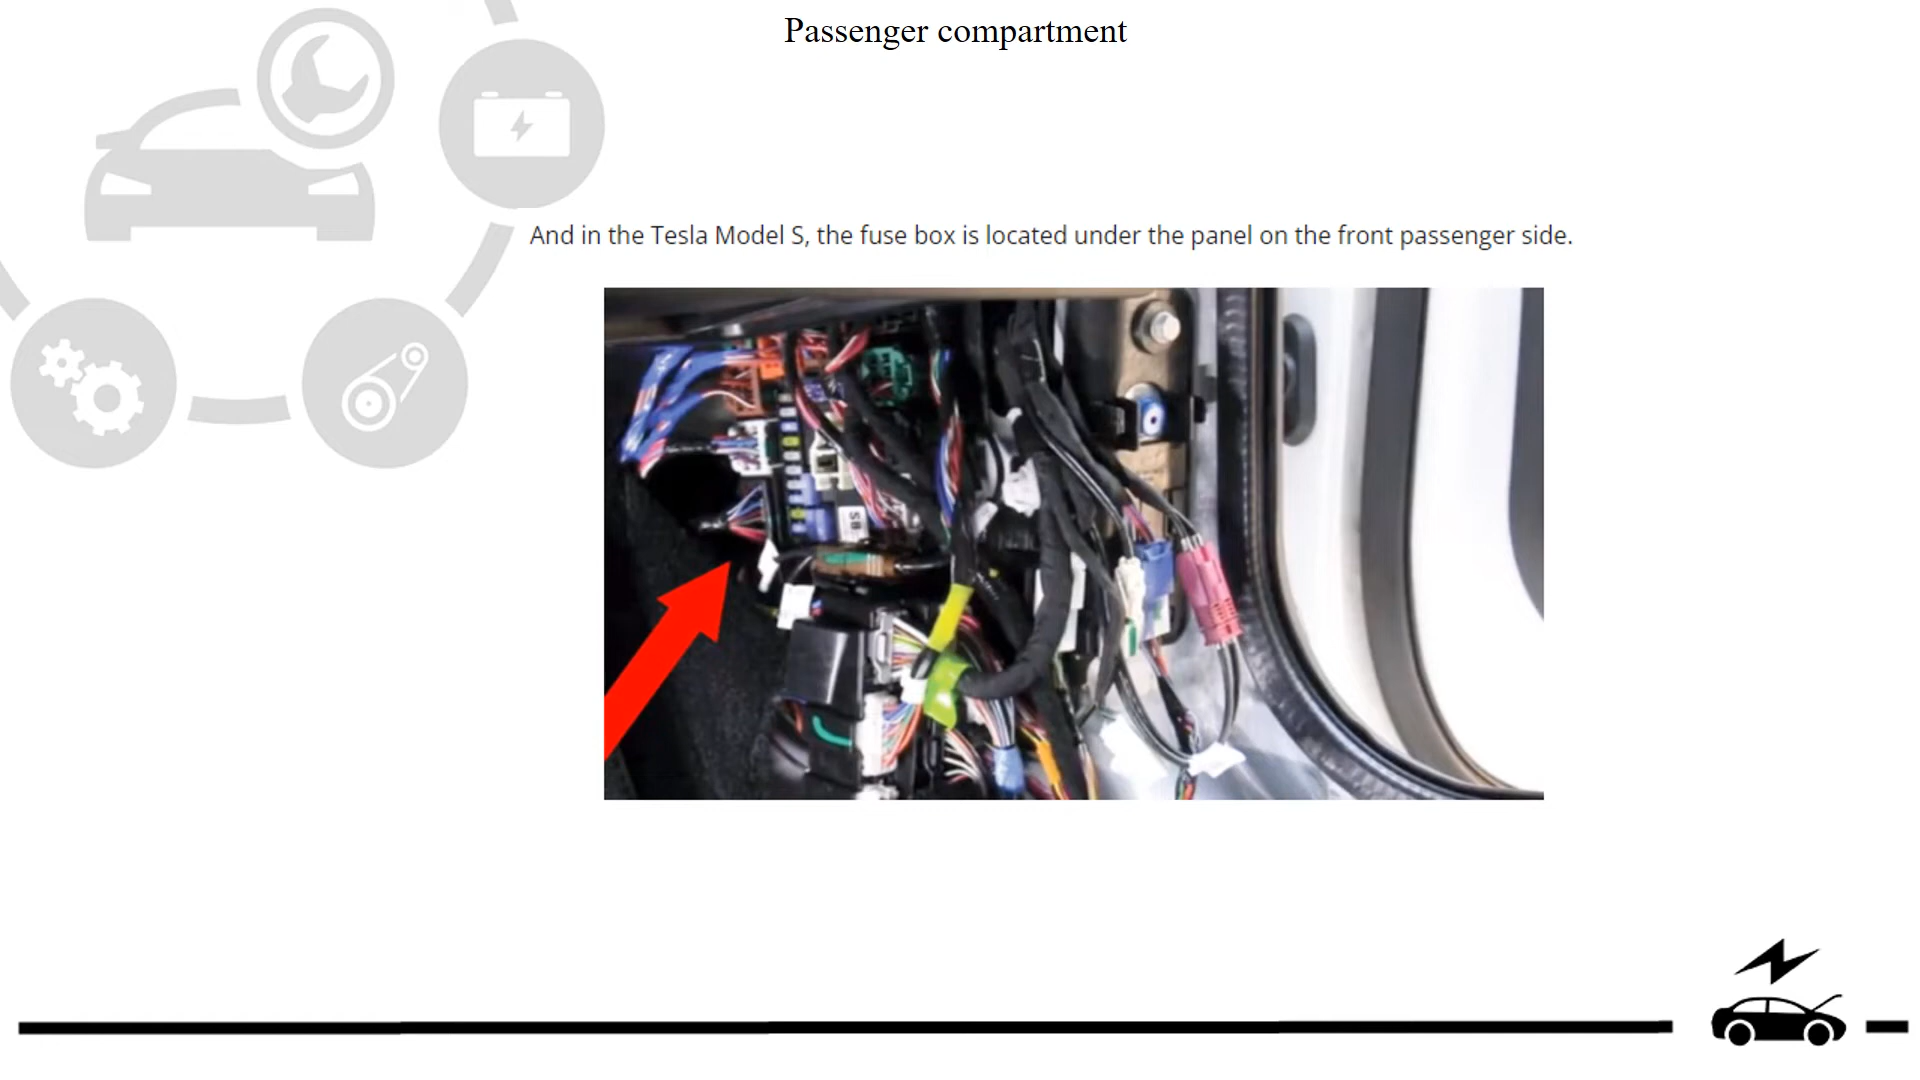 Passenger compartment
And in the Tesla Model S, the fuse box is located under the panel on the front passenger side.